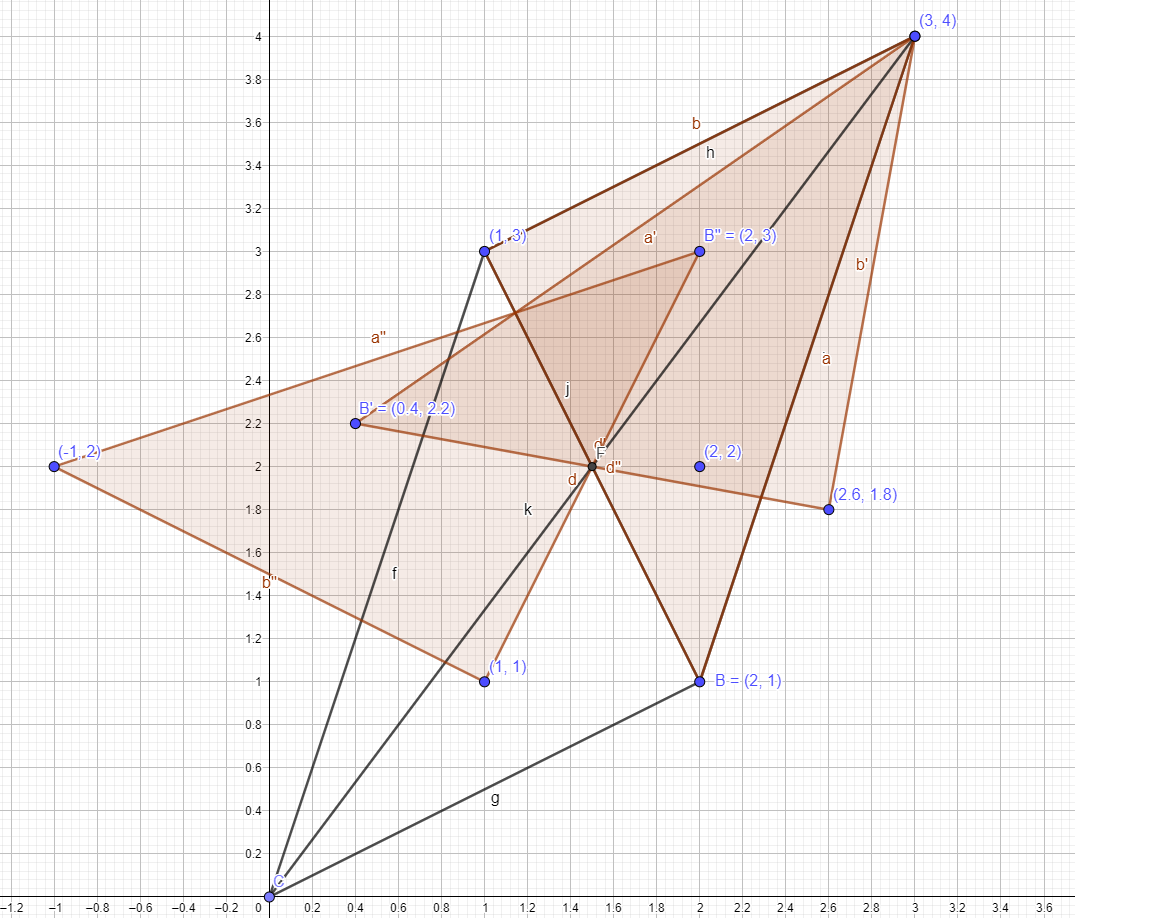 (3, 4)
4
3.8
3.6
b
h
3.4
3.2
(1, 3)
a'
B'' = (2, 3)
3
b'
2.8
2.6
a''
a
2.4
j
B' = (0.4, 2.2)
2.2
d'
F
(-1, 2)
(2, 2)
2
d
d''
(2.6, 1.8)
1.8
k
1.6
f
b''
1.4
1.2
(1, 1)
B = (2, 1)
1
0.8
g
0.6
0.4
0.2
C
−1.2 −1 −0.8 −0.6 −0.4 −0.2 0 0.2 0.4 0.6 0.8 1 1.2 1.4 1.6 1.8 2 2.2 2.4 2.6 2.8 3 3.2 3.4 3.6